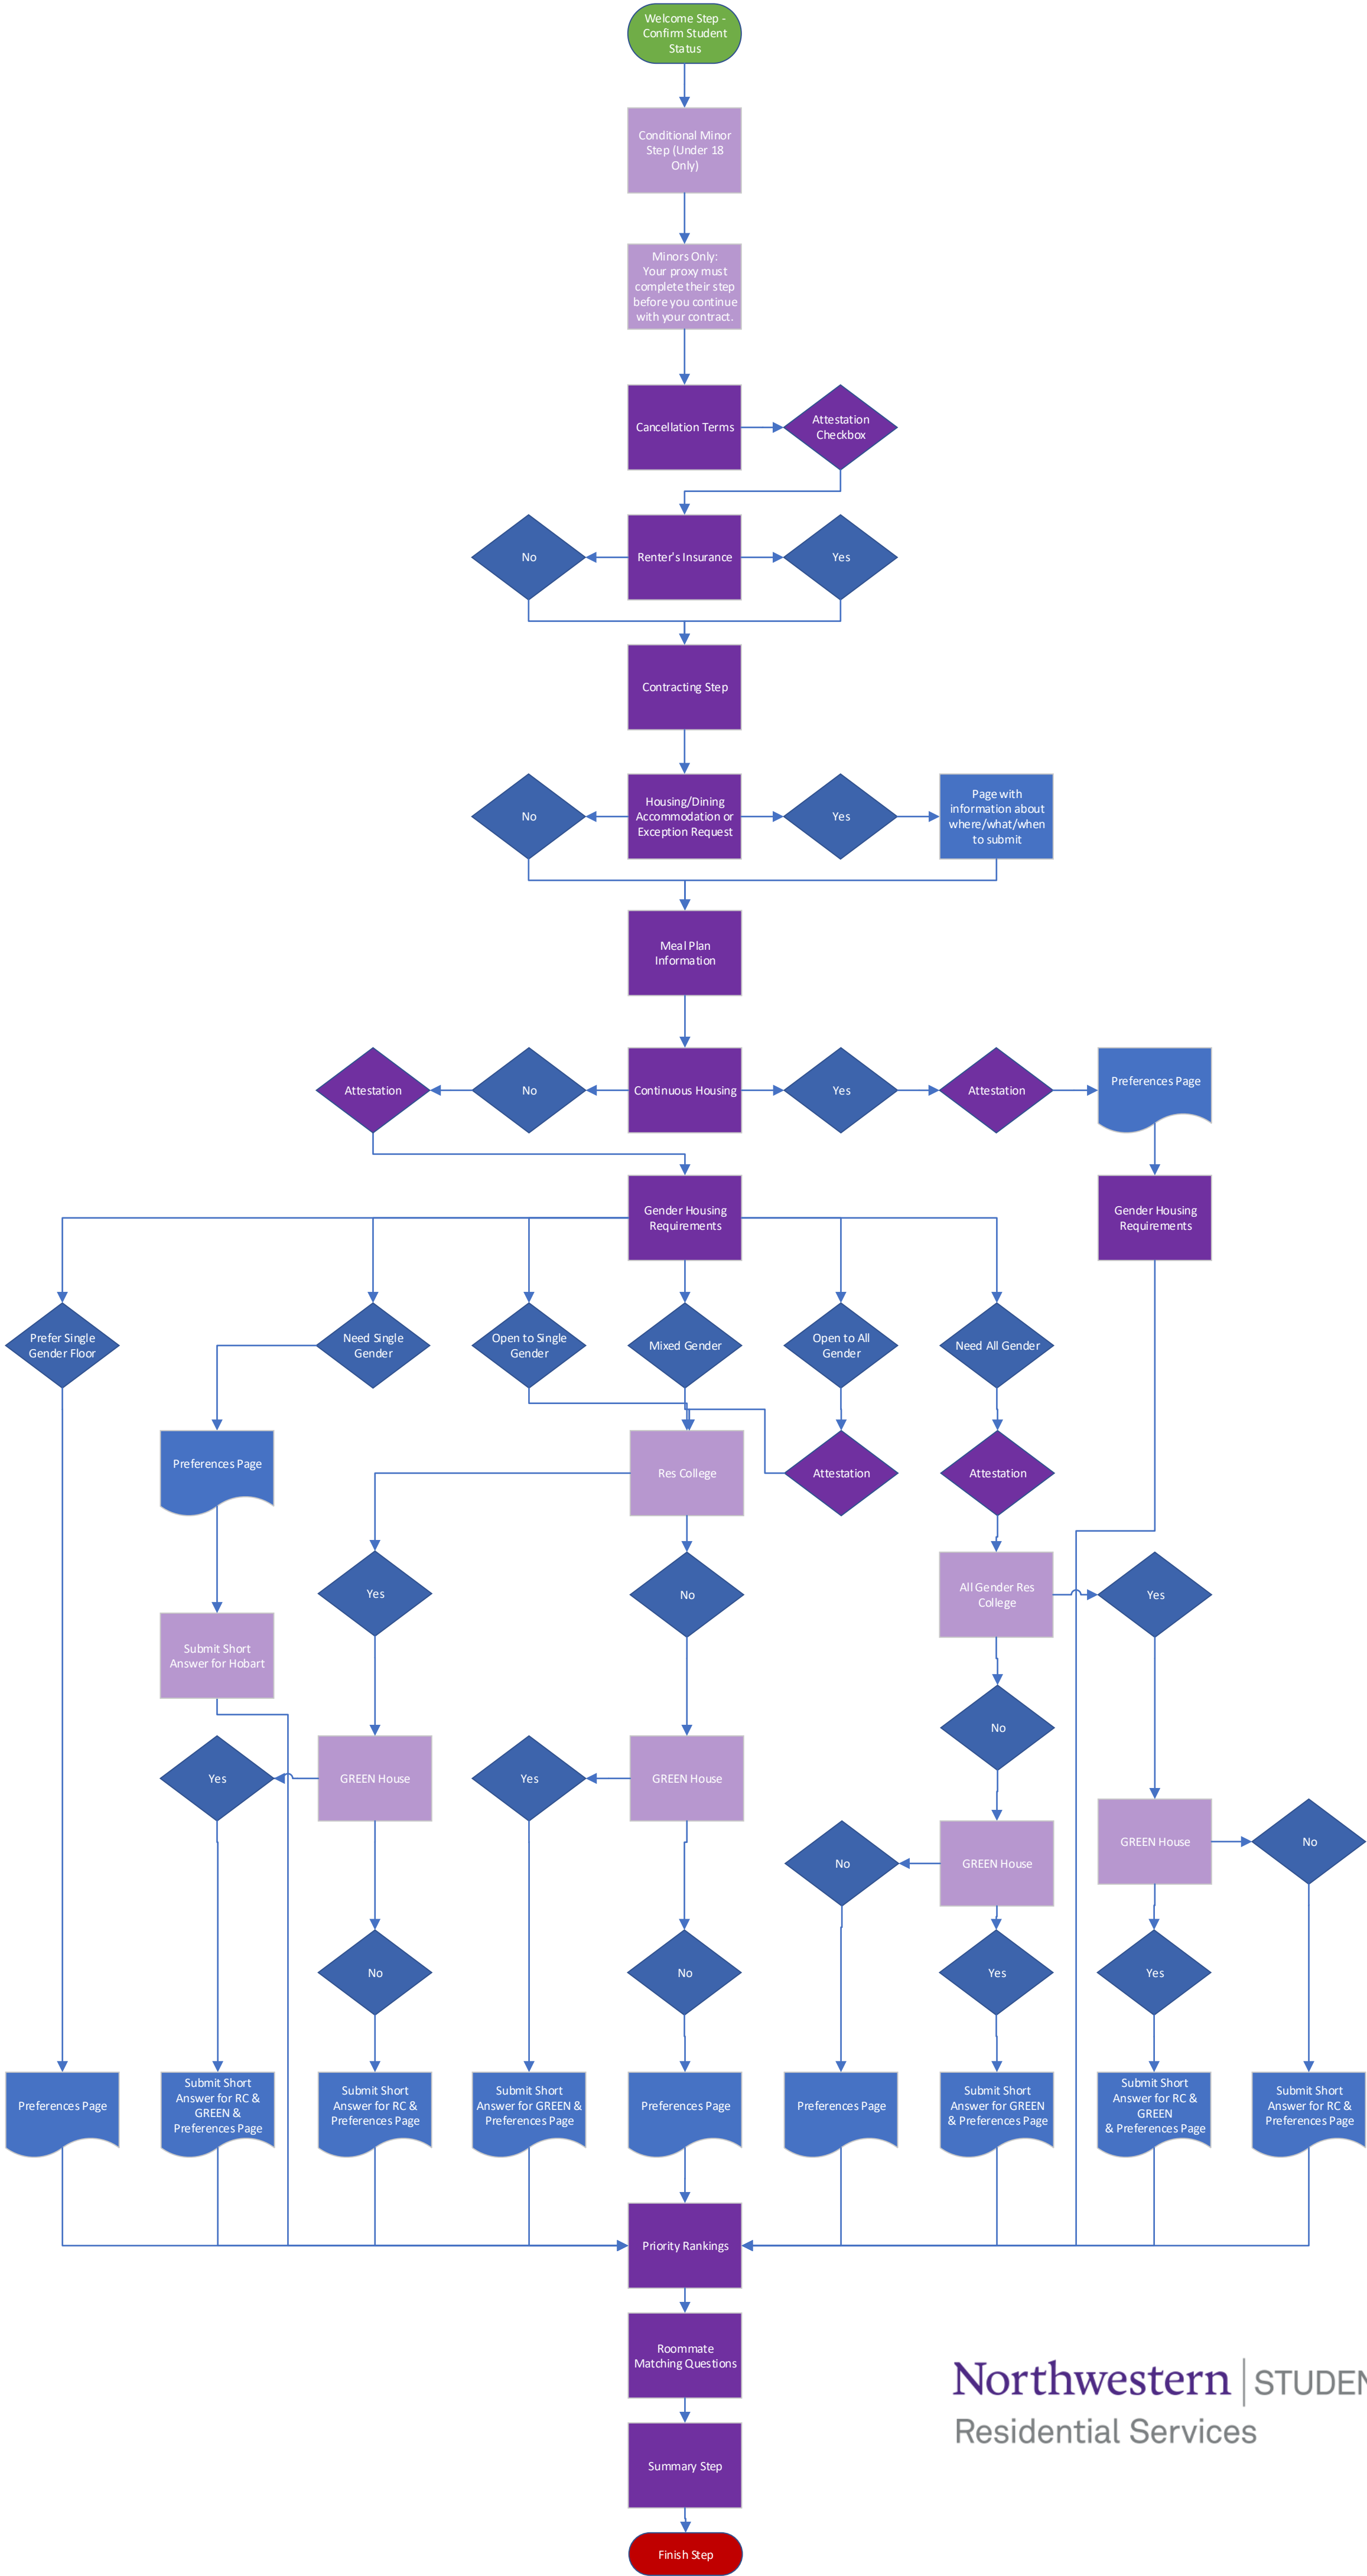 Welcome Step -
Confirm Student
Status
Conditional Minor
Step (Under 18
Only)
Minors Only:
Your proxy must
complete their step
before you continue
with your contract.
Cancellation Terms
Attestation
Checkbox
No
Renter's Insurance
Yes
Contracting Step
No
Housing/Dining
Accommodation or
Exception Request
Yes
Page with
information about
where/what/when
to submit
Meal Plan
Information
Attestation
No
Continuous Housing
Yes
Attestation
Preferences Page
Gender Housing
Requirements
Gender Housing
Requirements
Prefer Single
Gender Floor
Need Single
Gender
Open to Single
Gender
Mixed Gender
Open to All
Gender
Need All Gender
Preferences Page
Res College
Attestation
Attestation
Yes
No
All Gender Res
College
Yes
Submit Short
Answer for Hobart
No
Yes
GREEN House
Yes
GREEN House
No
GREEN House
GREEN House
No
No
No
Yes
Yes
Preferences Page
Submit Short
Answer for RC &
GREEN &
Preferences Page
Submit Short
Answer for RC &
Preferences Page
Submit Short
Answer for GREEN &
Preferences Page
Preferences Page
Preferences Page
Submit Short
Answer for GREEN
& Preferences Page
Submit Short
Answer for RC &
GREEN
& Preferences Page
Submit Short
Answer for RC &
Preferences Page
Priority Rankings
Roommate
Matching Questions
Northwestern | STUDEN
Residential Services
Summary Step
Finish Step